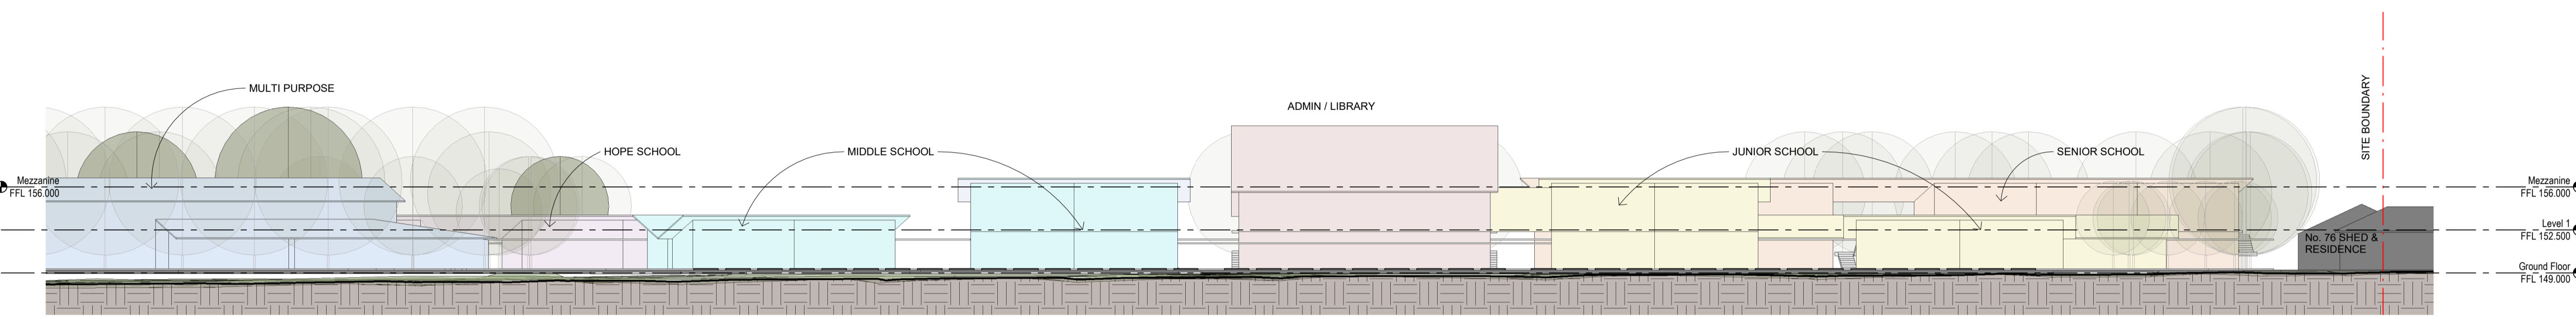 MULTI PURPOSE
HOPE SCHOOL
MIDDLE SCHOOL
ADMIN / LIBRARY
JUNIOR SCHOOL
SENIOR SCHOOL
SITE BOUNDARY
No. 76 SHED &
RESIDENCE
Mezzanine
FFL 156.000
Mezzanine
FFL 156.000
Level 1
FFL 152.500
Ground Floor
FFL 149.000